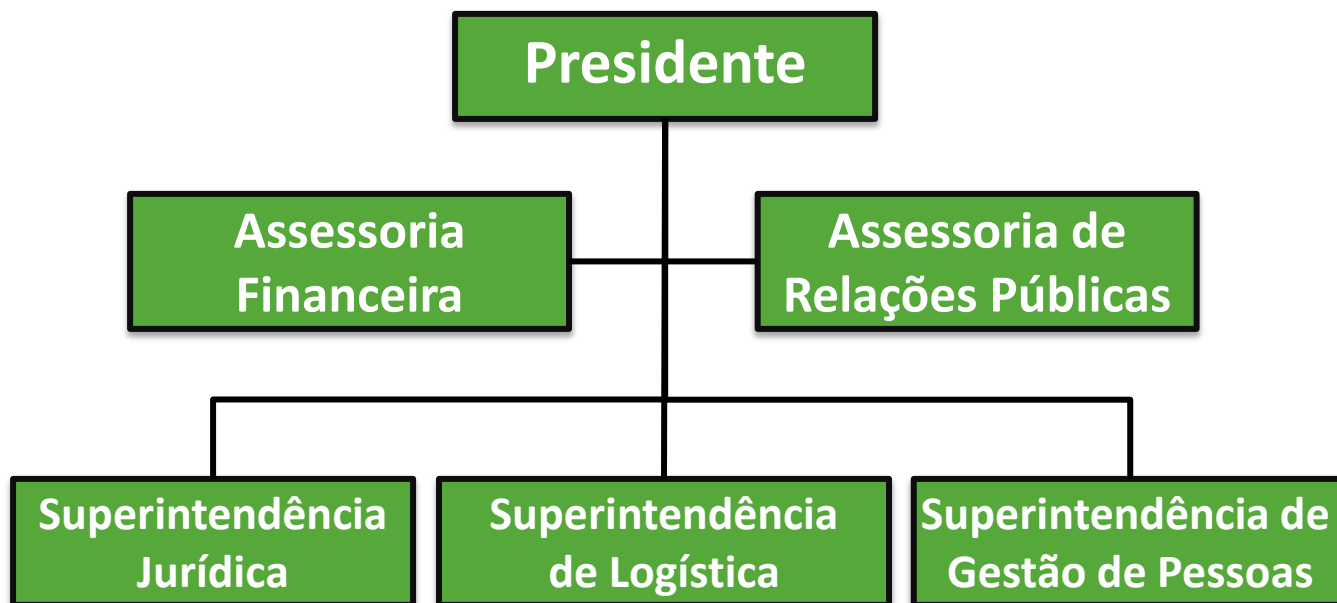 Presidente
Assessoria
Financeira
Assessoria de
Relações Públicas
Superintendência
Jurídica
Superintendência
de Logística
Superintendência de
Gestão de Pessoas